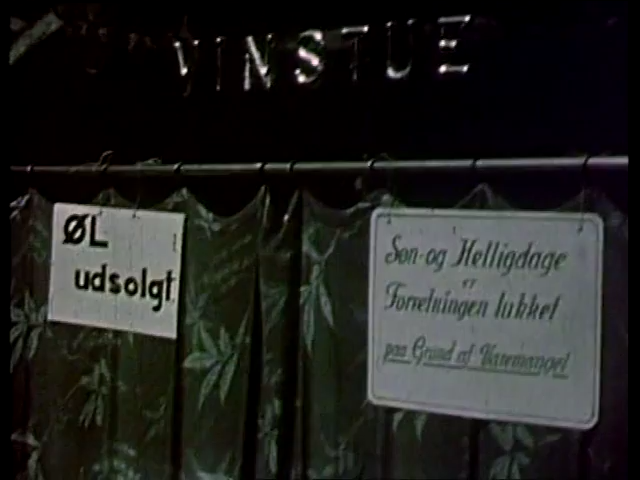 VINSTUE
ØL
udsolgt
Søn-og Helligdage
er
Forretningen lukket
paa Grund af Varemangel